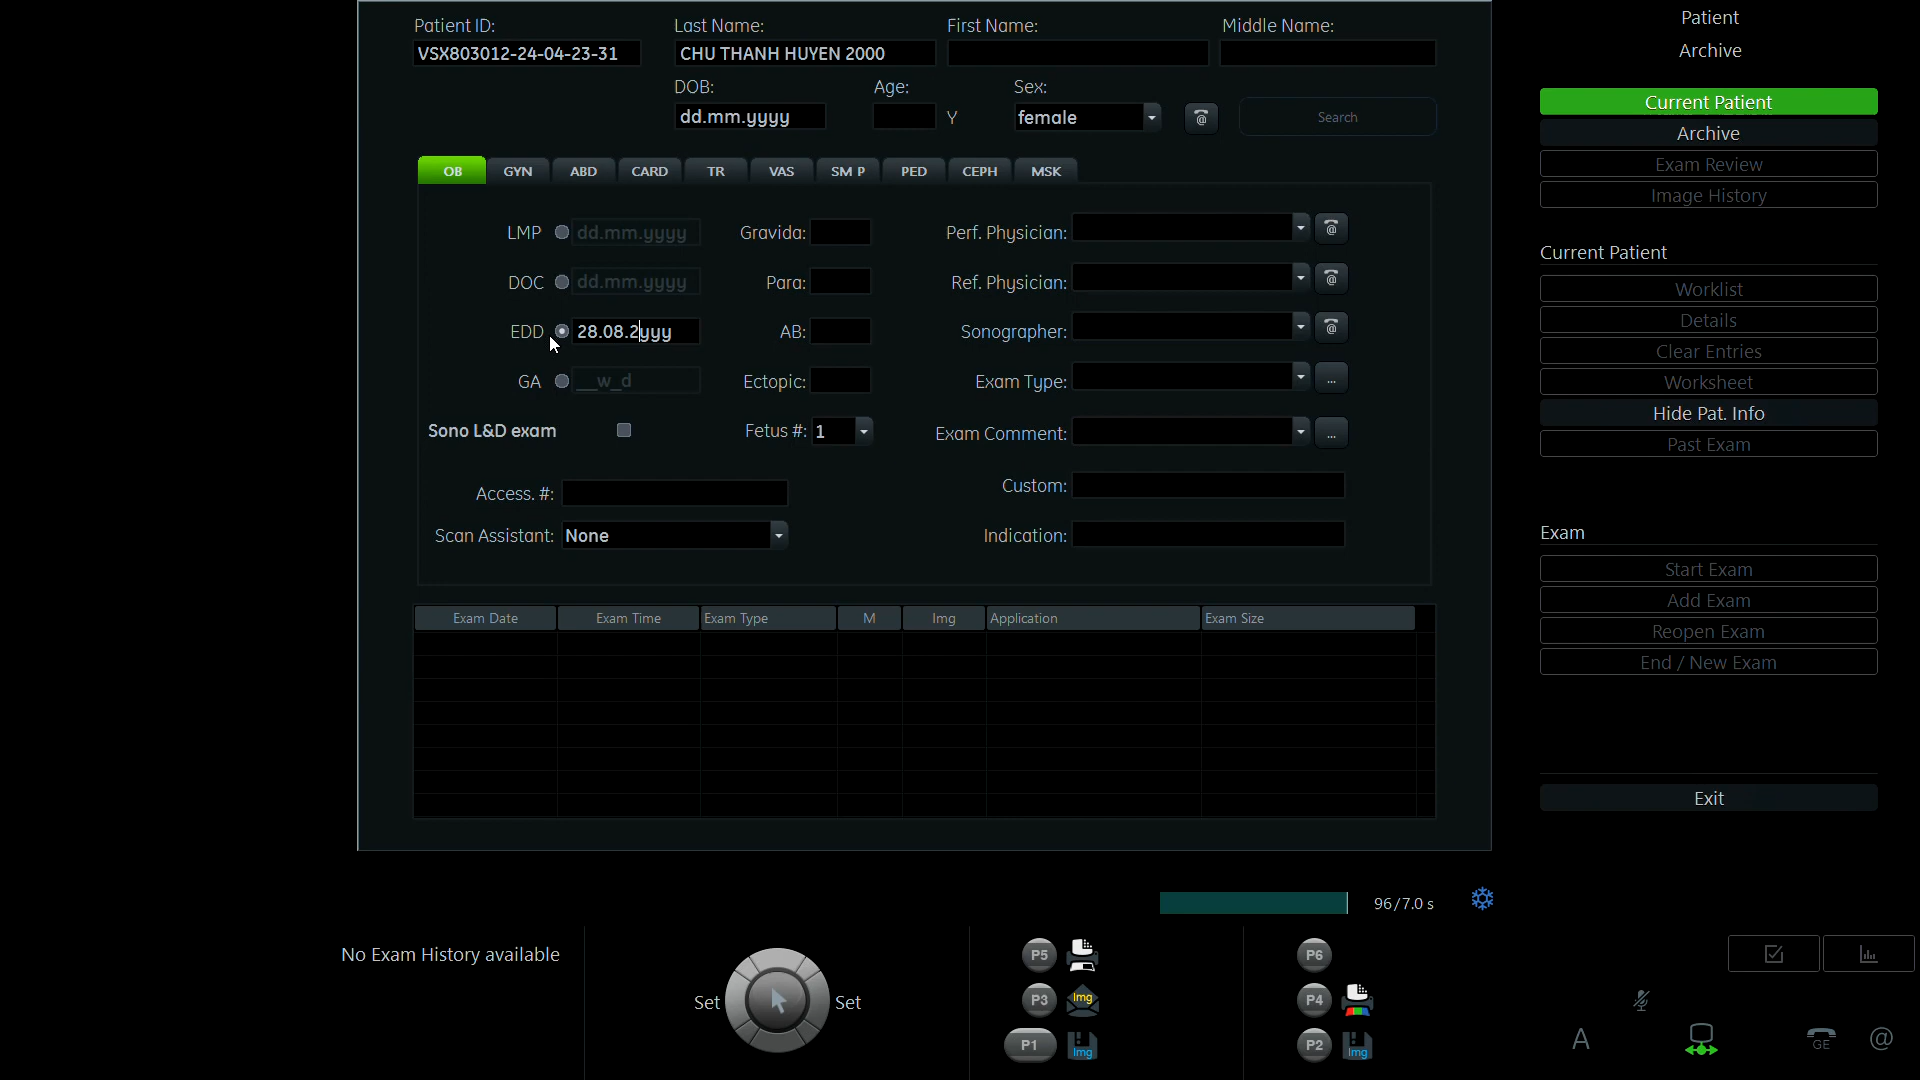 Patient ID: Last Name: First Name: Middle Name:
VSX803012-24-04-23-31 CHU THANH HUYEN 2000
DOB: Age: Sex:
dd.mm.yyyy Y female @ Search
OB GYN ABD CARD TR VAS SM P PED CEPH MSK
LMP dd.mm.yyyy Gravida: Perf. Physician: @
DOC dd.mm.yyyy Para: Ref. Physician: @
EDD 28.08.2yyy AB: Sonographer: @
GA __w_d Ectopic: Exam Type: ...
Sono L&D exam Fetus #: 1 Exam Comment: ...
Access. #: Custom:
Scan Assistant: None Indication:
Exam Date Exam Time Exam Type M Img Application Exam Size
Patient
Archive
Current Patient
Archive
Exam Review
Image History
Current Patient
Worklist
Details
Clear Entries
Worksheet
Hide Pat. Info
Past Exam
Exam
Start Exam
Add Exam
Reopen Exam
End / New Exam
Exit
96/7.0 s
No Exam History available
Set Set
P5
P3 Img
P1 Img
P6
P4
P2 Img
A GE @